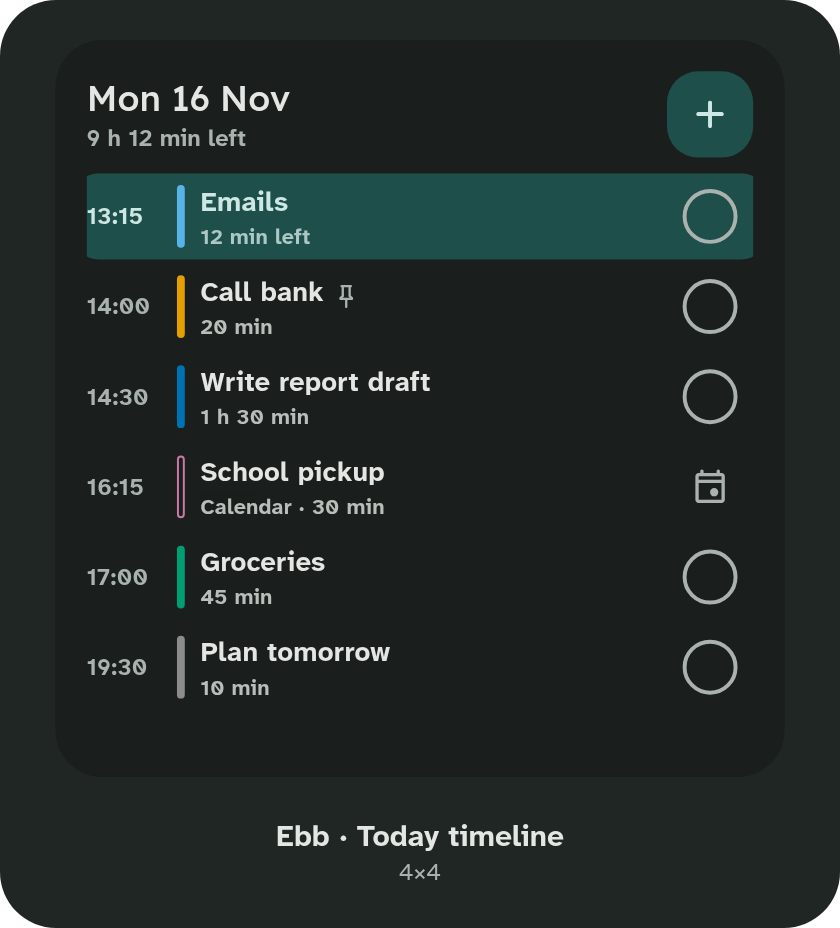 Mon 16 Nov
9 h 12 min left
13:15
Emails
12 min left
14:00
Call bank
20 min
14:30
Write report draft
1 h 30 min
16:15
School pickup
Calendar · 30 min
17:00
Groceries
45 min
19:30
Plan tomorrow
10 min
Ebb · Today timeline
4×4